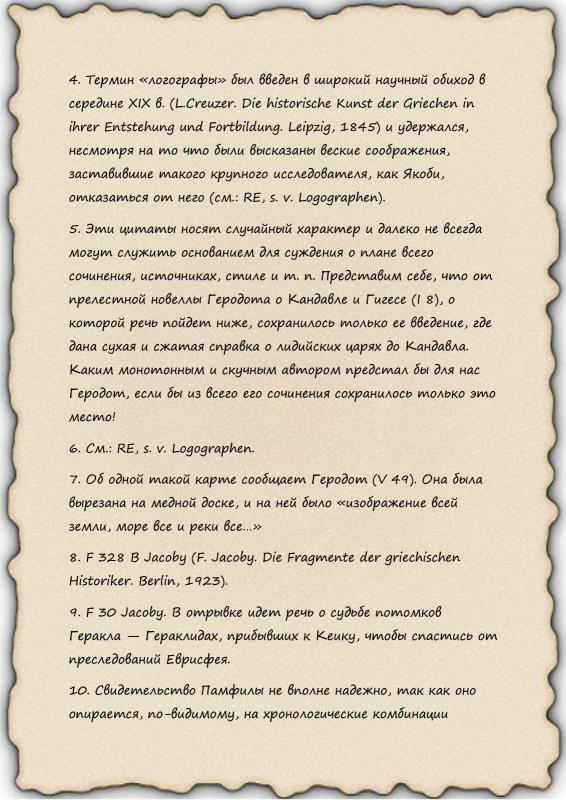 4. Термин «логографы» был введен в широкий научный обиход в
середине XIX в. (L.Creuzer. Die historische Kunst der Griechen in
ihrer Entstehung und Fortbildung. Leipzig, 1845) и удержался,
несмотря на то что были высказаны веские соображения,
заставившие такого крупного исследователя, как Якоби,
отказаться от него (см.: RE, s. v. Logographen).
5. Эти цитаты носят случайный характер и далеко не всегда
могут служить основанием для суждения о плане всего
сочинения, источниках, стиле и т. п. Представим себе, что от
прелестной новеллы Геродота о Кандавле и Гигесе (I 8), о
которой речь пойдет ниже, сохранилось только ее введение, где
дана сухая и сжатая справка о лидийских царях до Кандавла.
Каким монотонным и скучным автором предстал бы для нас
Геродот, если бы из всего его сочинения сохранилось только это
место!
6. См.: RE, s. v. Logographen.
7. Об одной такой карте сообщает Геродот (V 49). Она была
вырезана на медной доске, и на ней было «изображение всей
земли, море все и реки все…»
8. F 328 B Jacoby (F. Jacoby. Die Fragmente der griechischen
Historiker. Berlin, 1923).
9. F 30 Jacoby. В отрывке идет речь о судьбе потомков
Геракла — Гераклидах, прибывших к Кеику, чтобы спастись от
преследований Еврисфея.
10. Свидетельство Памфилы не вполне надежно, так как оно
опирается, по-видимому, на хронологические комбинации